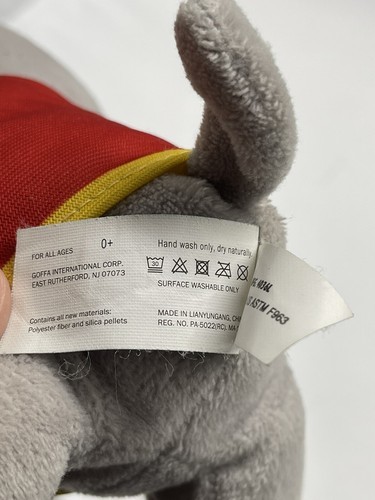 FOR ALL AGES 0+
GOFFA INTERNATIONAL CORP.
EAST RUTHERFORD, NJ 07073
Contains all new materials:
Polyester fiber and silica pellets
Hand wash only, dry naturally
30
SURFACE WASHABLE ONLY
MADE IN LIANYUNGANG, CH
REG. NO. PA-5022(RC), MA
ASTM F963